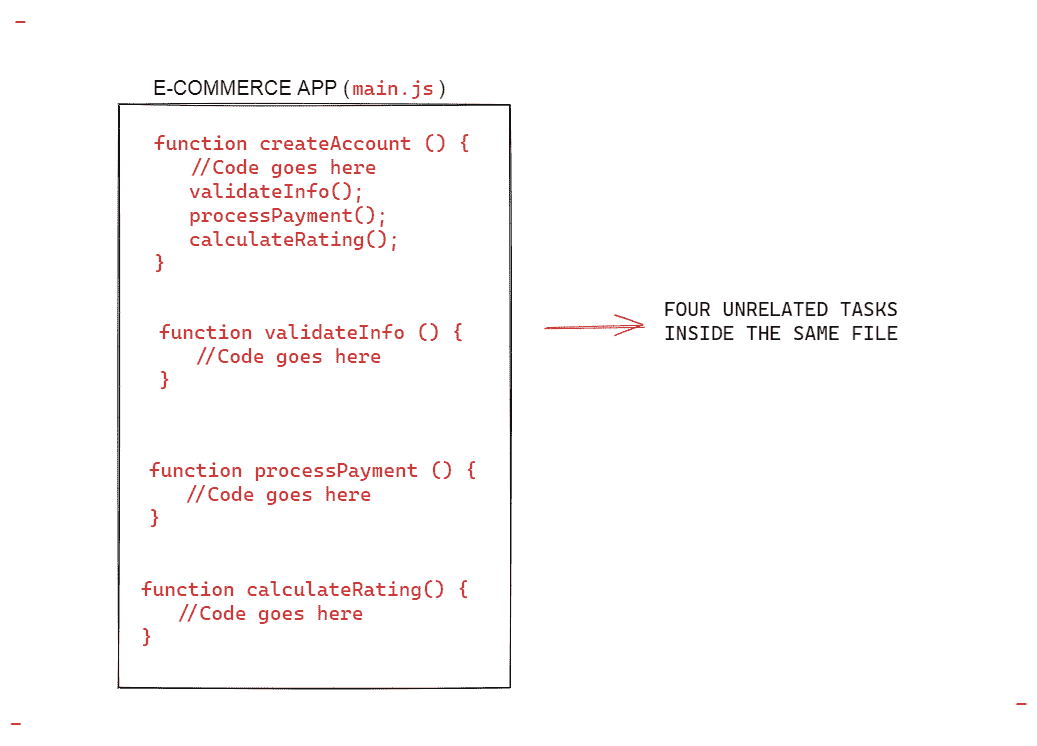 E-COMMERCE APP (main.js)
function createAccount () {
//Code goes here
validateInfo();
processPayment();
calculateRating();
}
function validateInfo () {
//Code goes here
}
function processPayment () {
//Code goes here
}
function calculateRating() {
//Code goes here
}
FOUR UNRELATED TASKS
INSIDE THE SAME FILE